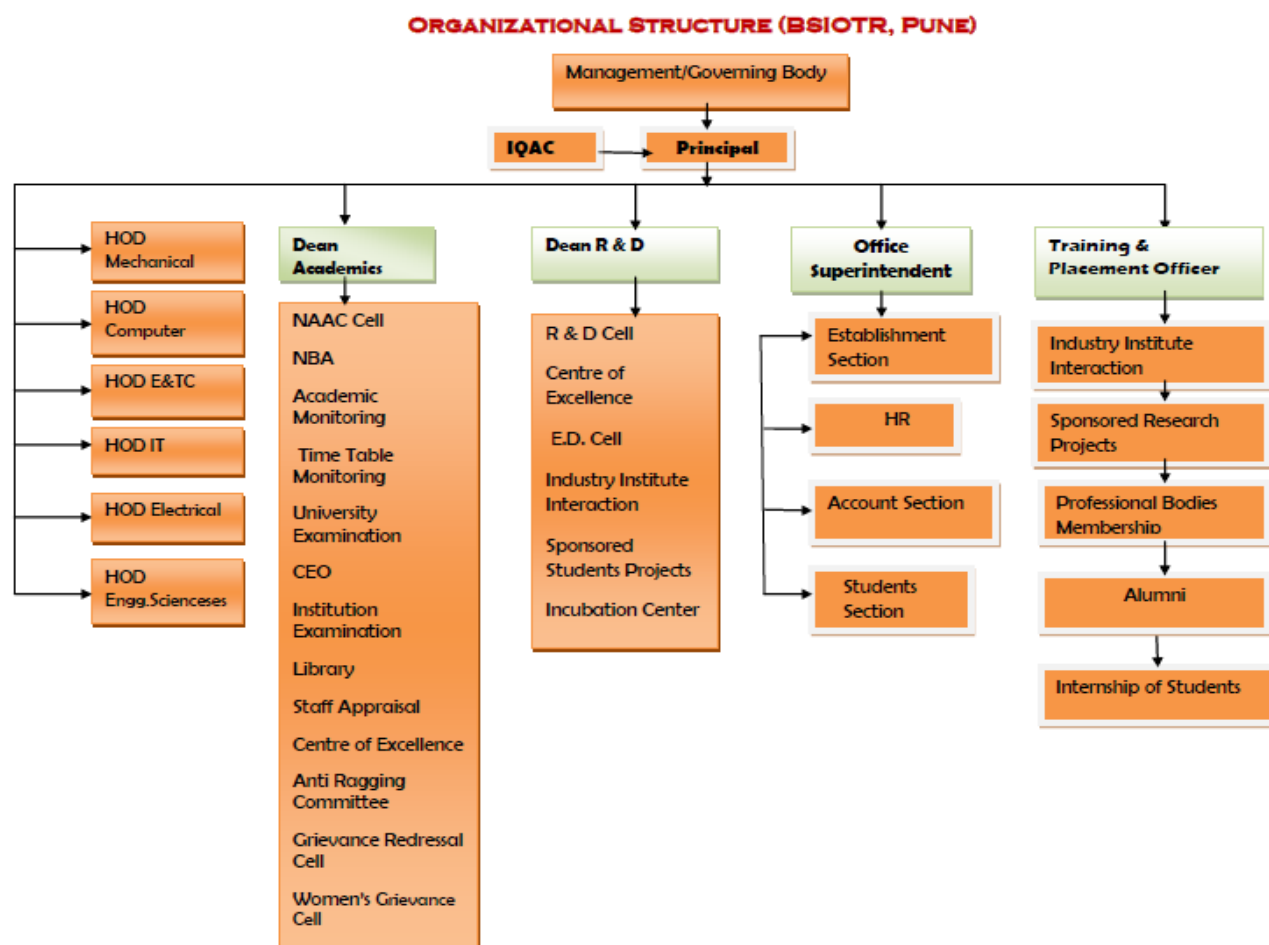 ORGANIZATIONAL STRUCTURE (BSIOTR, PUNE)
Management/Governing Body
IQAC
Principal
HOD
Mechanical
HOD
Computer
HOD E&TC
HOD IT
HOD Electrical
HOD
Engg.Scienceses
Dean
Academics
NAAC Cell
NBA
Academic
Monitoring
Time Table
Monitoring
University
Examination
CEO
Institution
Examination
Library
Staff Appraisal
Centre of Excellence
Anti Ragging
Committee
Grievance Redressal
Cell
Women's Grievance
Cell
Dean R & D
R & D Cell
Centre of
Excellence
E.D. Cell
Industry Institute
Interaction
Sponsored
Students Projects
Incubation Center
Office
Superintendent
Establishment
Section
HR
Account Section
Students
Section
Training &
Placement Officer
Industry Institute
Interaction
Sponsored Research
Projects
Professional Bodies
Membership
Alumni
Internship of Students